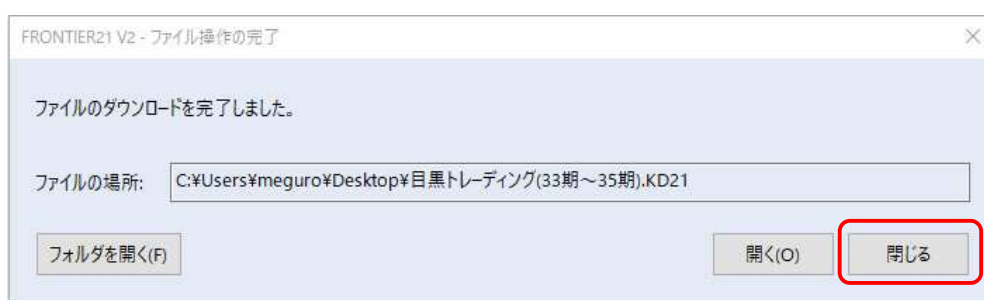 FRONTIER21 V2 - ファイル操作の完了
ファイルのダウンロードを完了しました。
ファイルの場所: C:¥Users¥meguro¥Desktop¥目黒トレーディング(33期～35期).KD21
フォルダを開く(F) 開く(O) 閉じる